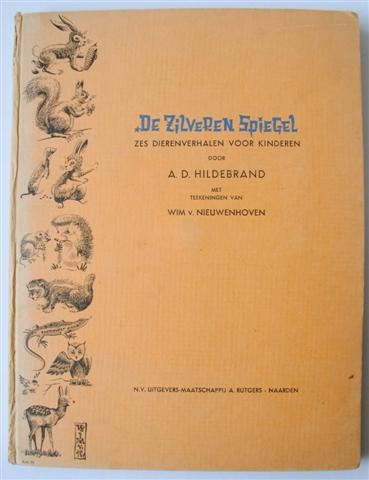 DE ZILVEREN SPIEGEL
ZES DIERENVERHALEN VOOR KINDEREN
DOOR
A. D. HILDEBRAND
MET
TEEKENINGEN VAN
WIM v. NIEUWENHOVEN
N.V. UITGEVERS-MAATSCHAPPIJ A. RUTGERS - NAARDEN